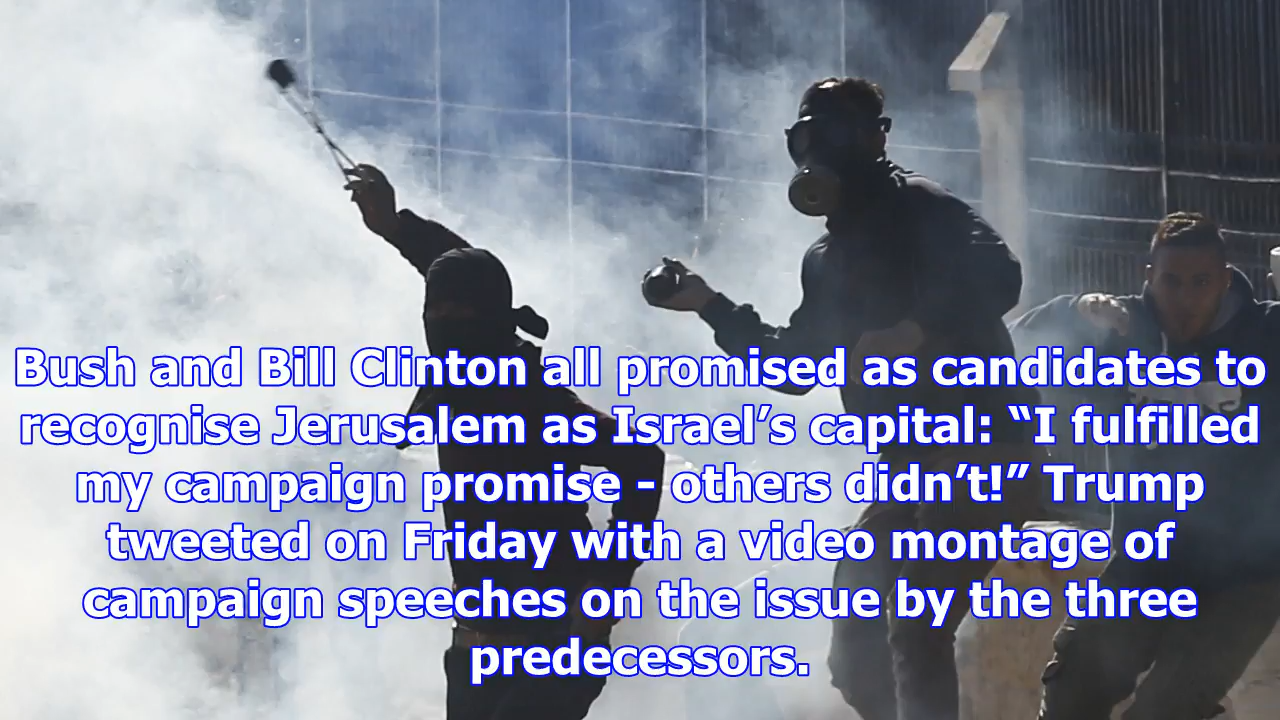 Bush and Bill Clinton all promised as candidates to
recognise Jerusalem as Israel’s capital: “I fulfilled
my campaign promise - others didn’t!” Trump
tweeted on Friday with a video montage of
campaign speeches on the issue by the three
predecessors.